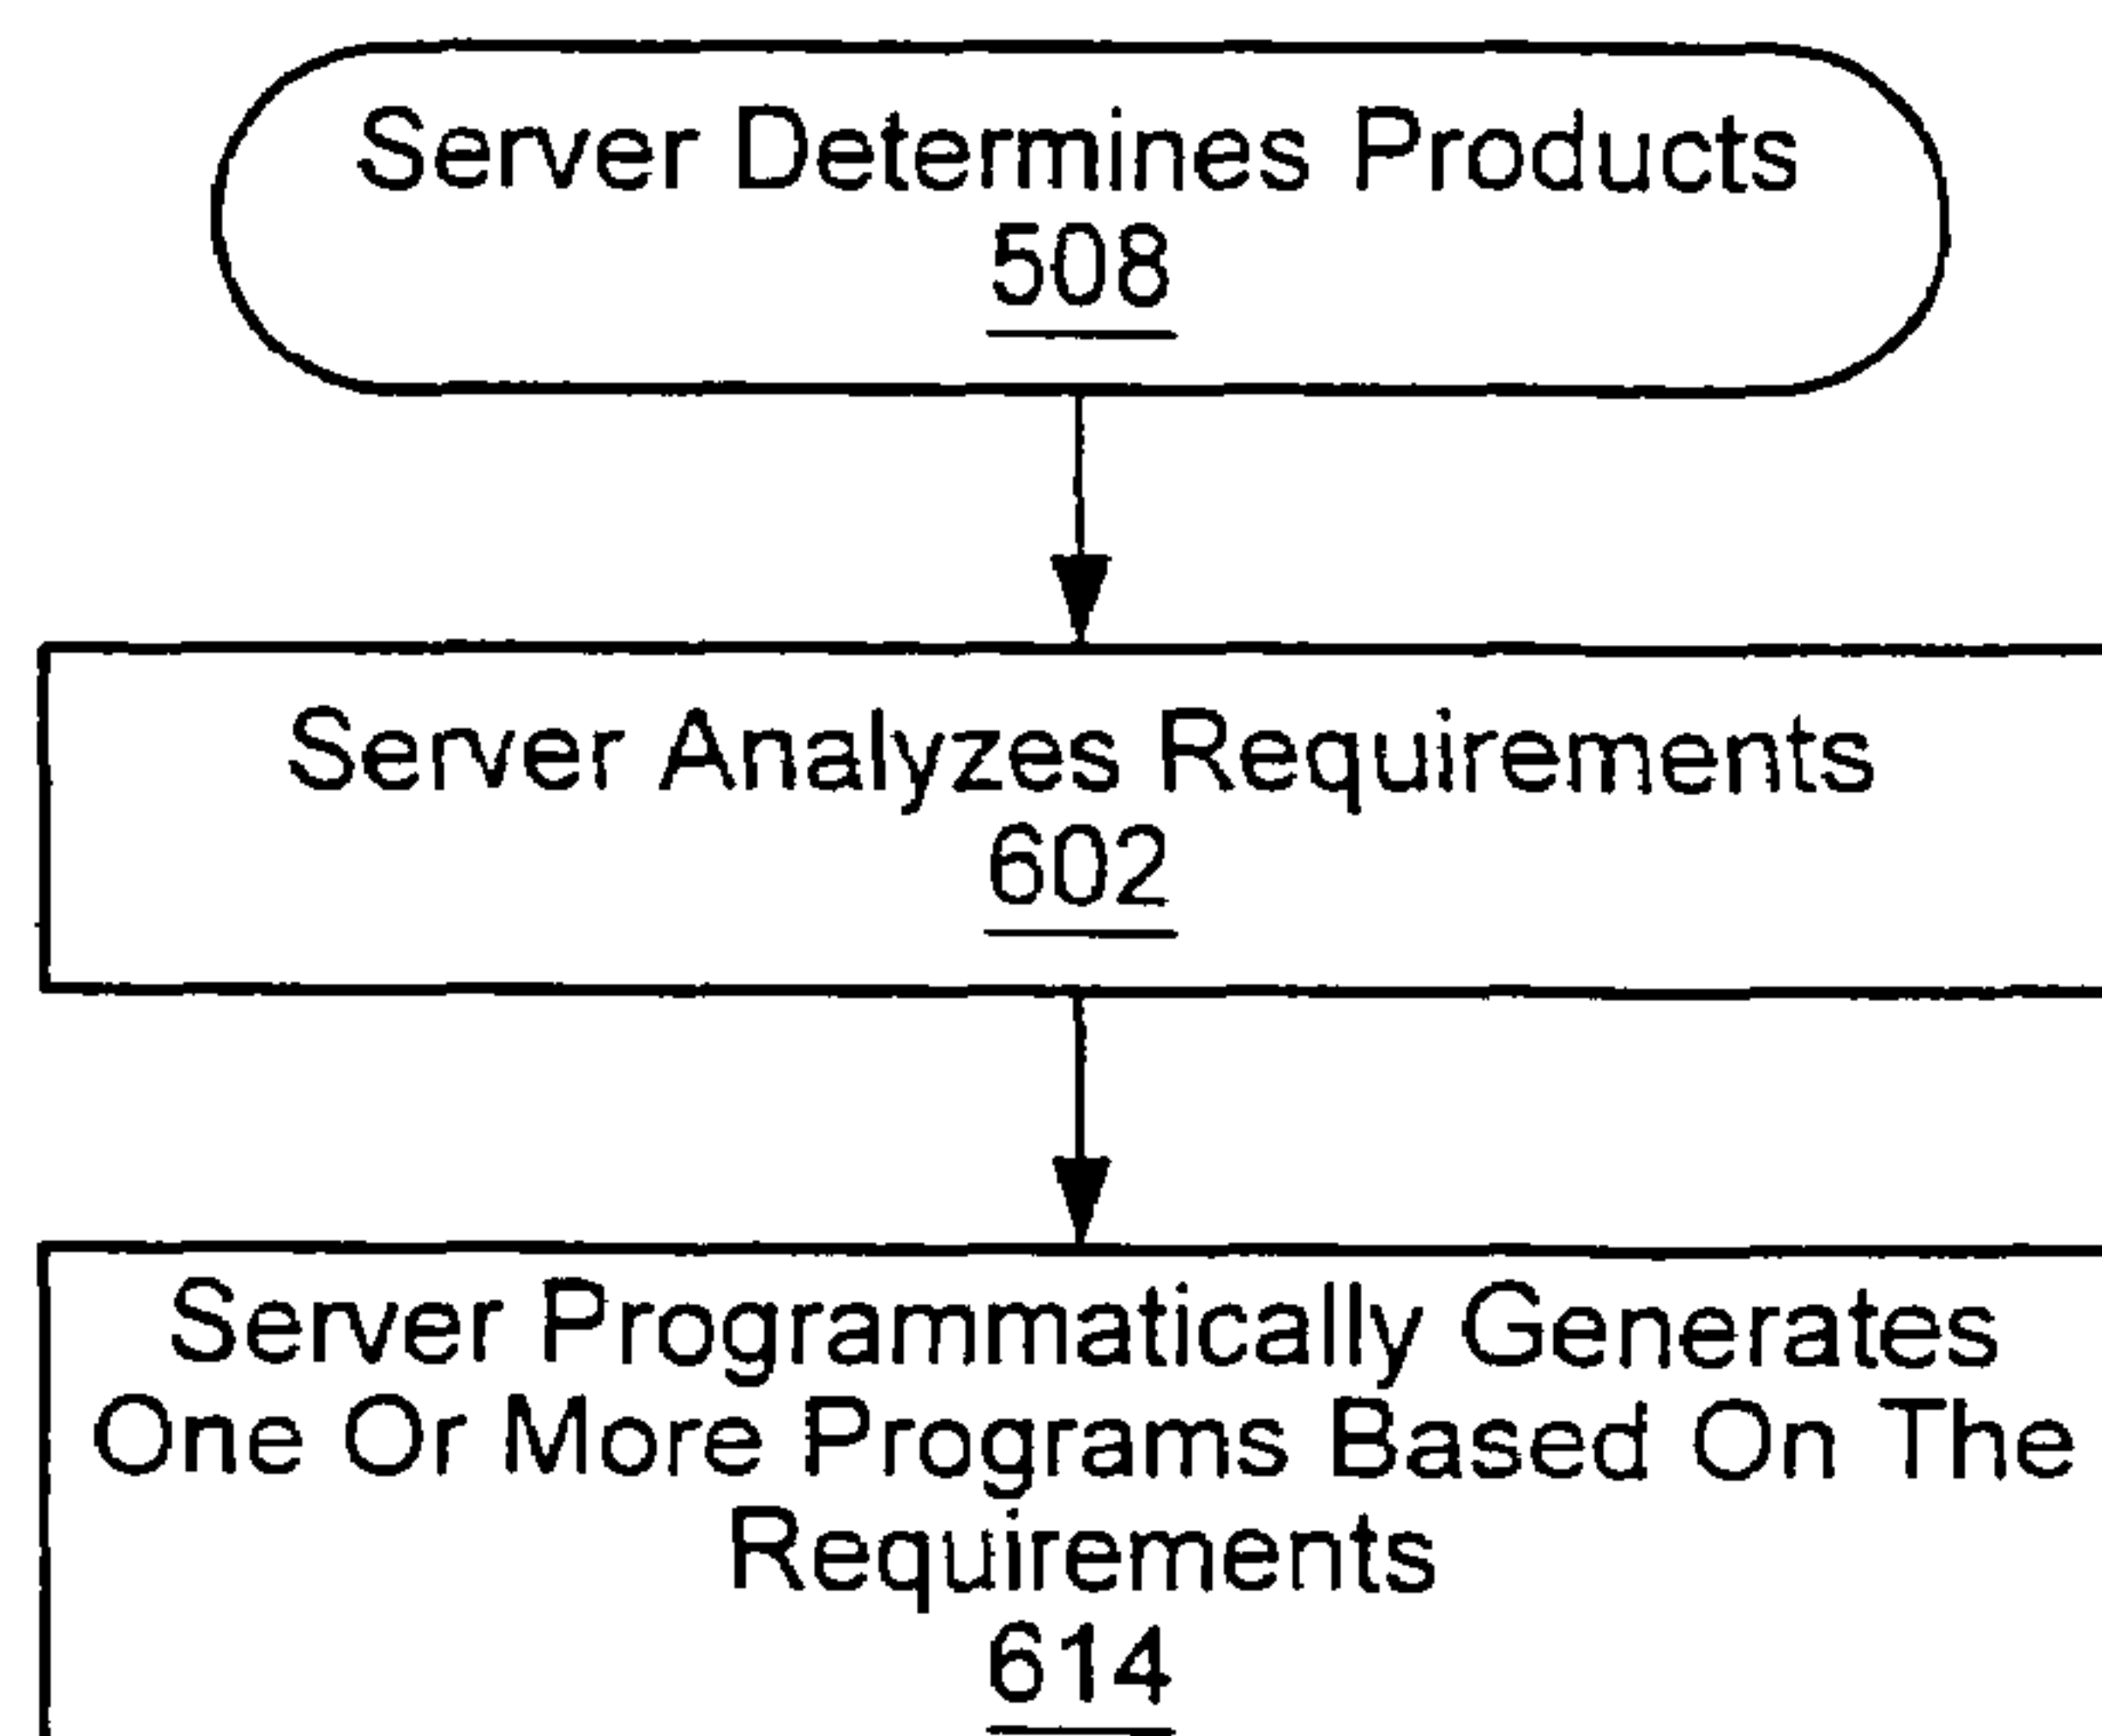 Server Determines Products
508
Server Analyzes Requirements
602
Server Programmatically Generates
One Or More Programs Based On The
Requirements
614